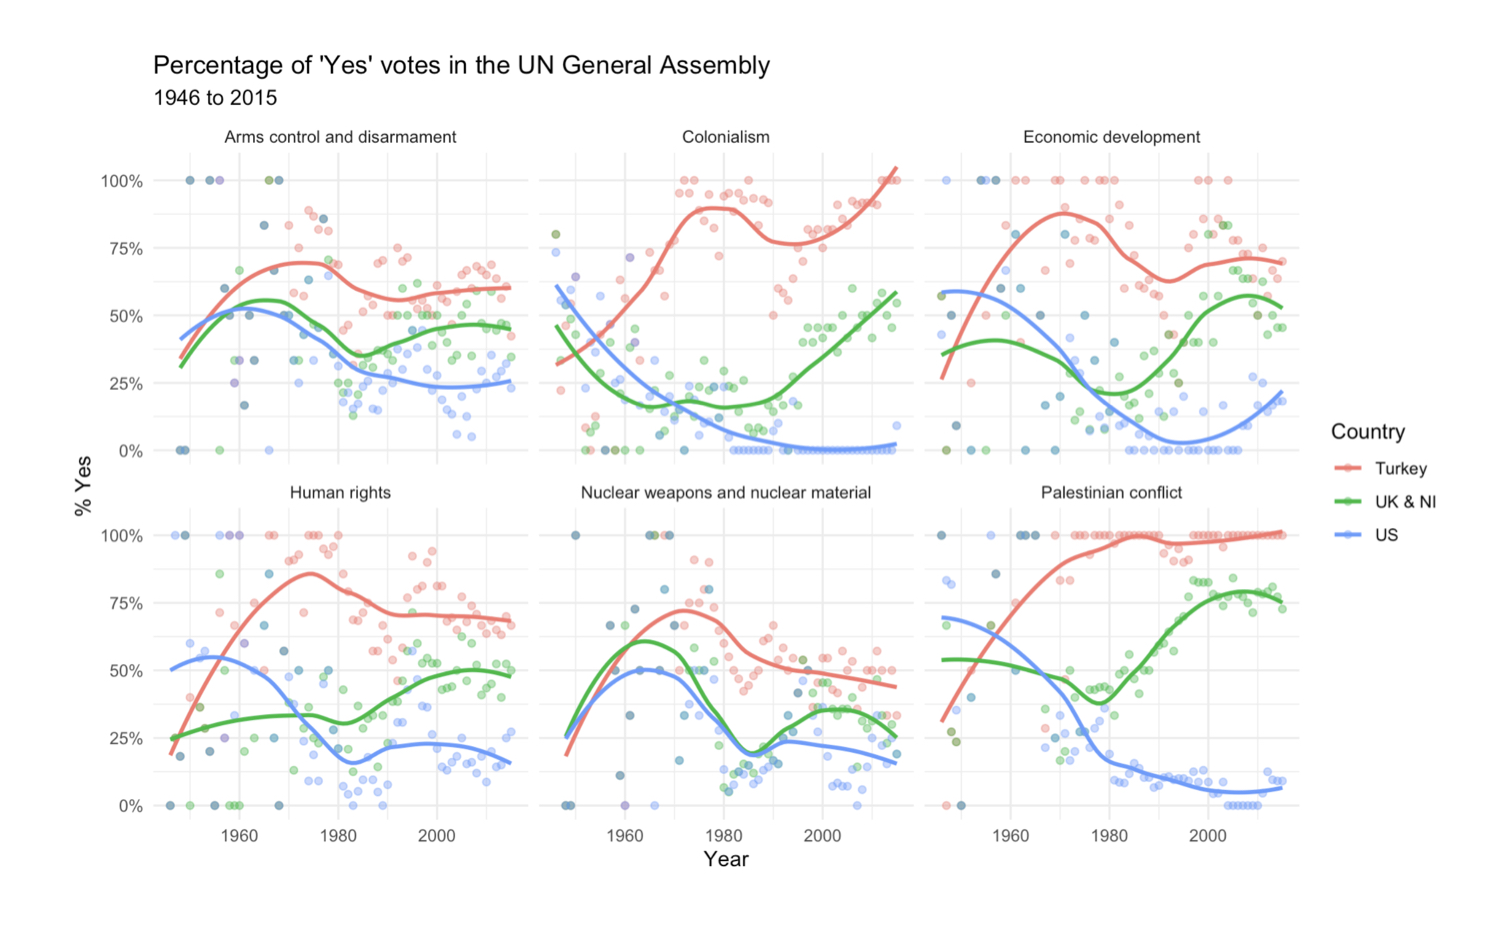 Percentage of 'Yes' votes in the UN General Assembly
1946 to 2015
Arms control and disarmament
Colonialism
Economic development
100%
75%
50%
25%
0%
Human rights
Nuclear weapons and nuclear material
Palestinian conflict
100%
75%
50%
25%
0%
1960 1980 2000
1960 1980 2000
1960 1980 2000
% Yes
Year
Country
Turkey
UK & NI
US